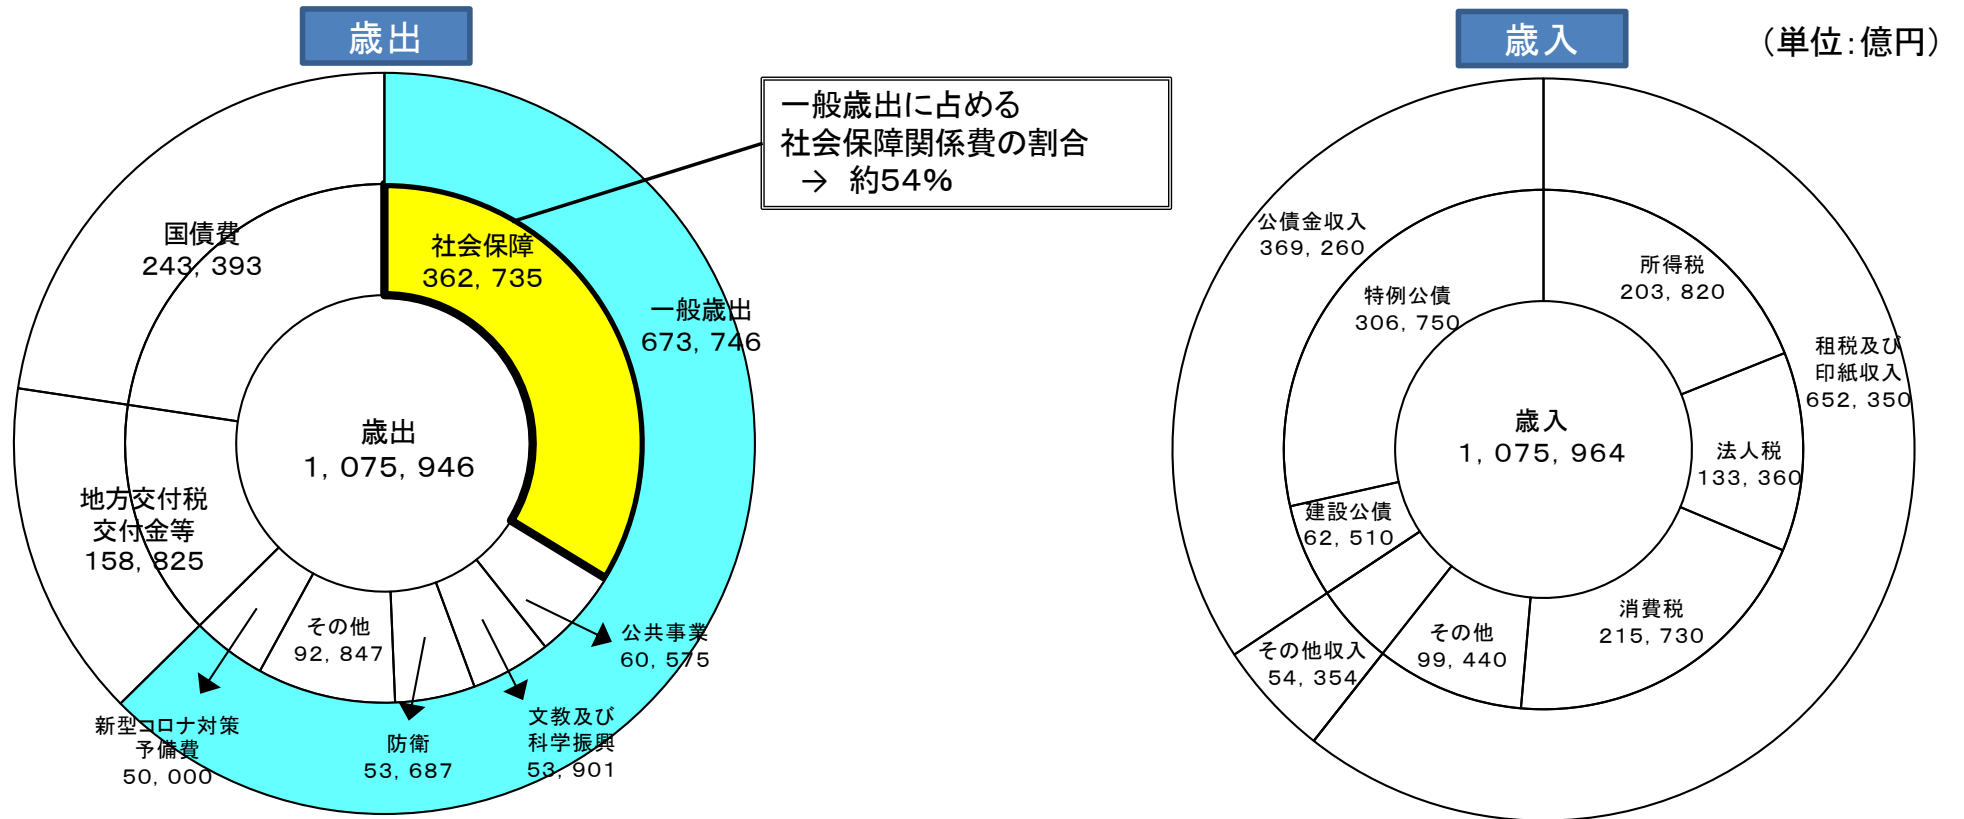 歳出
一般歳出に占める
社会保障関係費の割合
→ 約54%
国債費
243, 393
社会保障
362, 735
一般歳出
673, 746
歳出
1, 075, 946
地方交付税
交付金等
158, 825
その他
92, 847
公共事業
60, 575
新型コロナ対策
予備費
50, 000
防衛
53, 687
文教及び
科学振興
53, 901
歳入
（単位：億円）
公債金収入
369, 260
所得税
203, 820
特例公債
306, 750
租税及び
印紙収入
652, 350
歳入
1, 075, 964
法人税
133, 360
建設公債
62, 510
消費税
215, 730
その他
99, 440
その他収入
54, 354